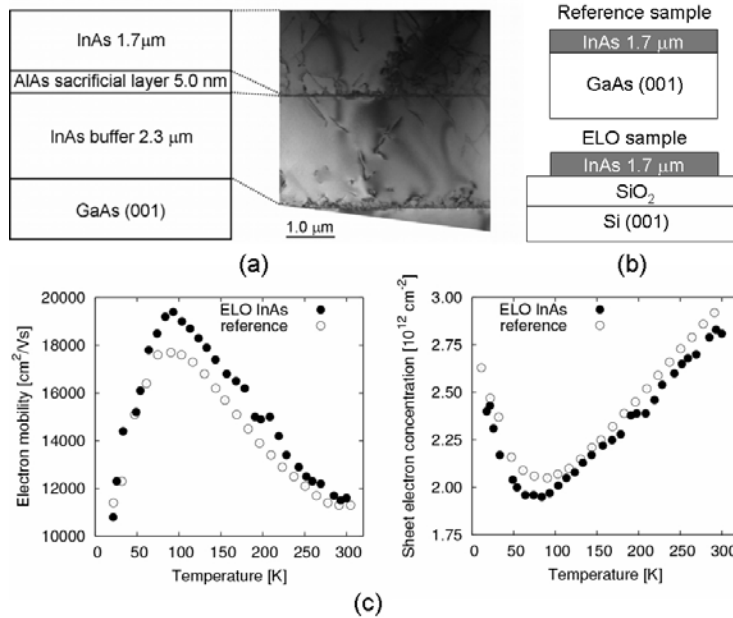 InAs 1.7μm
AlAs sacrificial layer 5.0 nm
InAs buffer 2.3 μm
GaAs (001)
1.0 μm
(a)
Reference sample
InAs 1.7 μm
GaAs (001)
ELO sample
InAs 1.7 μm
SiO₂
Si (001)
(b)
Electron mobility [cm²/Vs]
20000
18000
16000
14000
12000
10000
ELO InAs
reference
0 50 100 150 200 250 300
Temperature [K]
Sheet electron concentration [10¹² cm⁻²]
3.00
2.75
2.50
2.25
2.00
1.75
ELO InAs
reference
0 50 100 150 200 250 300
Temperature [K]
(c)